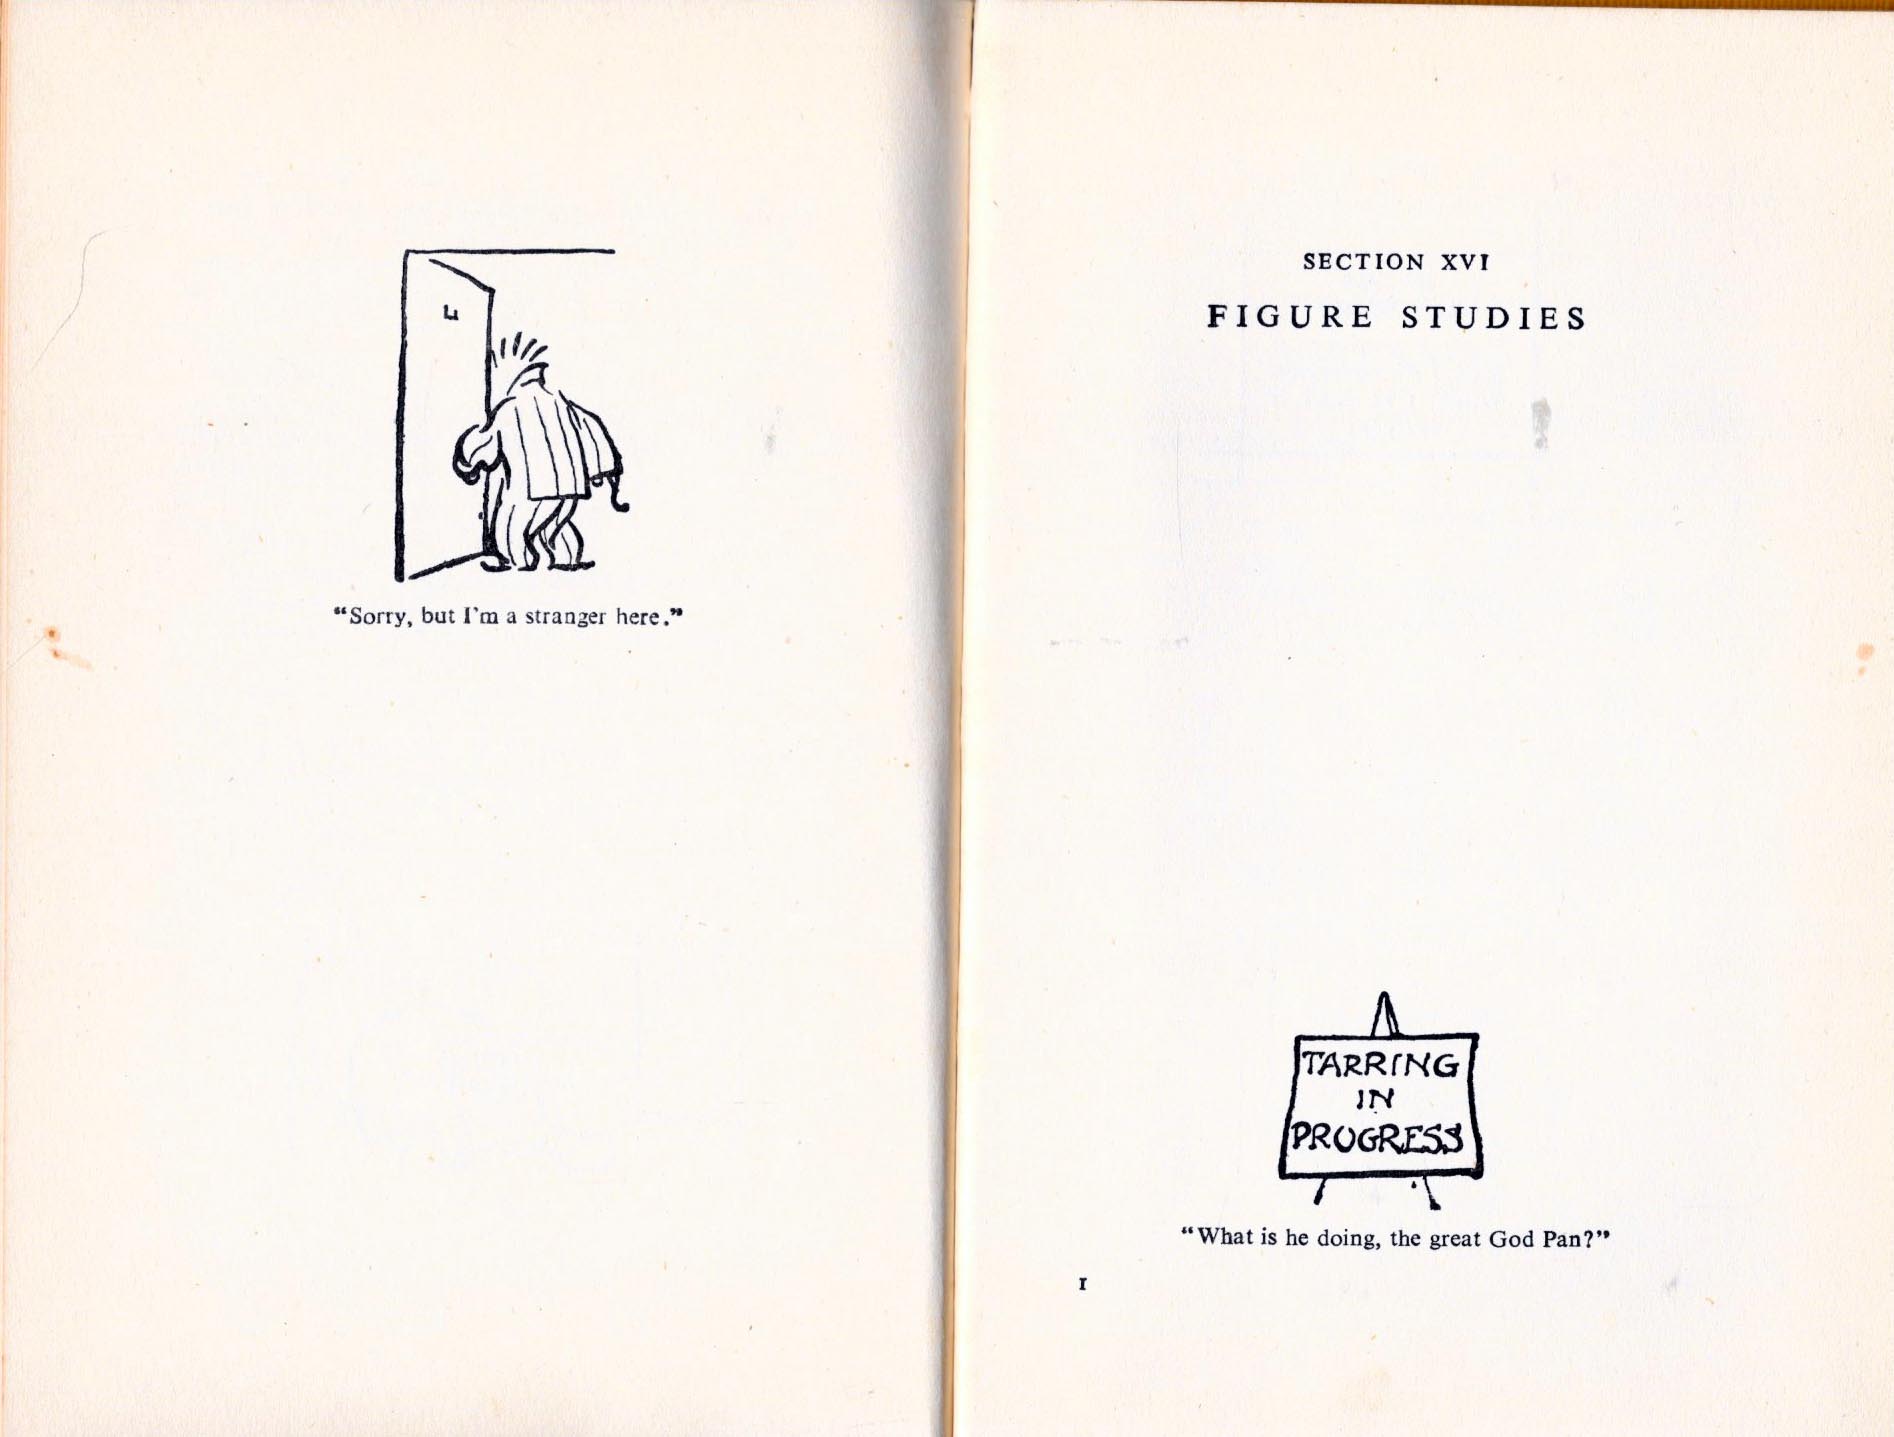 F
“Sorry, but I'm a stranger here.”
SECTION XVI
FIGURE STUDIES
TARRING
IN
PROGRESS
“What is he doing, the great God Pan?”
I